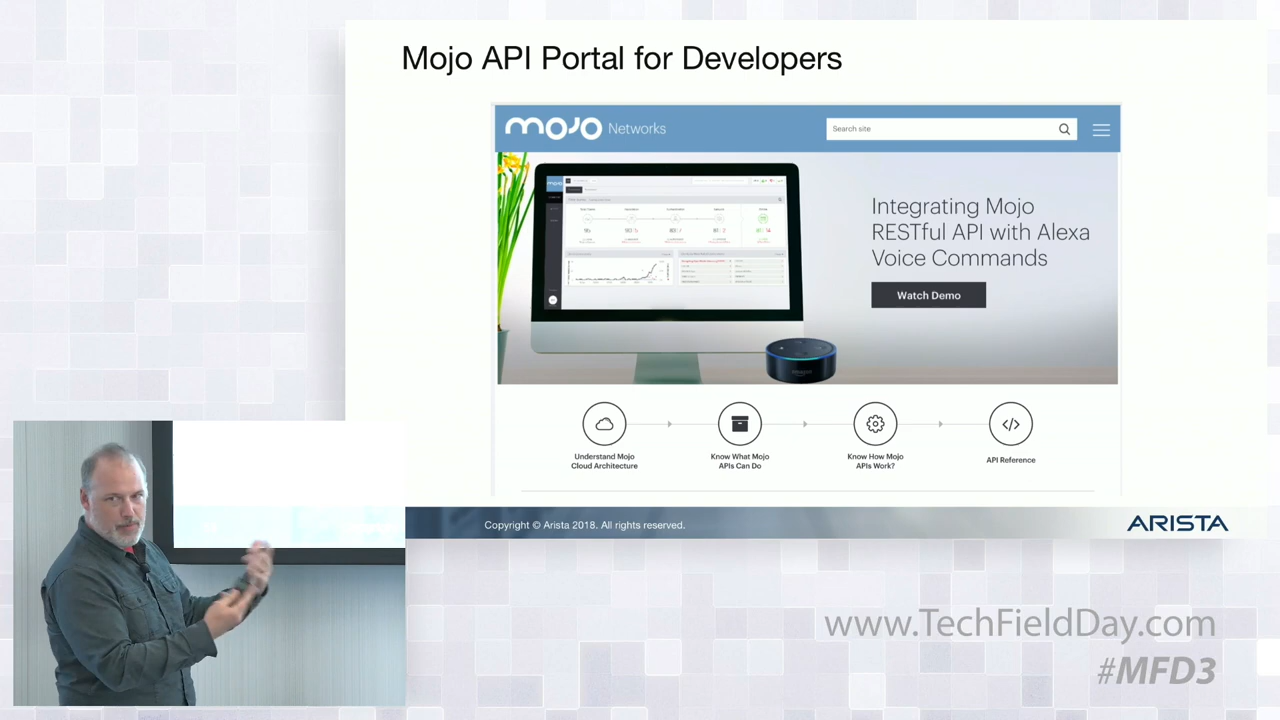 Mojo API Portal for Developers
mojo Networks
Search site
Integrating Mojo
RESTful API with Alexa
Voice Commands
Watch Demo
Understand Mojo
Cloud Architecture
Know What Mojo
APIs Can Do
Know How Mojo
APIs Work?
API Reference
Copyright © Arista 2018. All rights reserved.
ARISTA
www.TechFieldDay.com
#MFD3